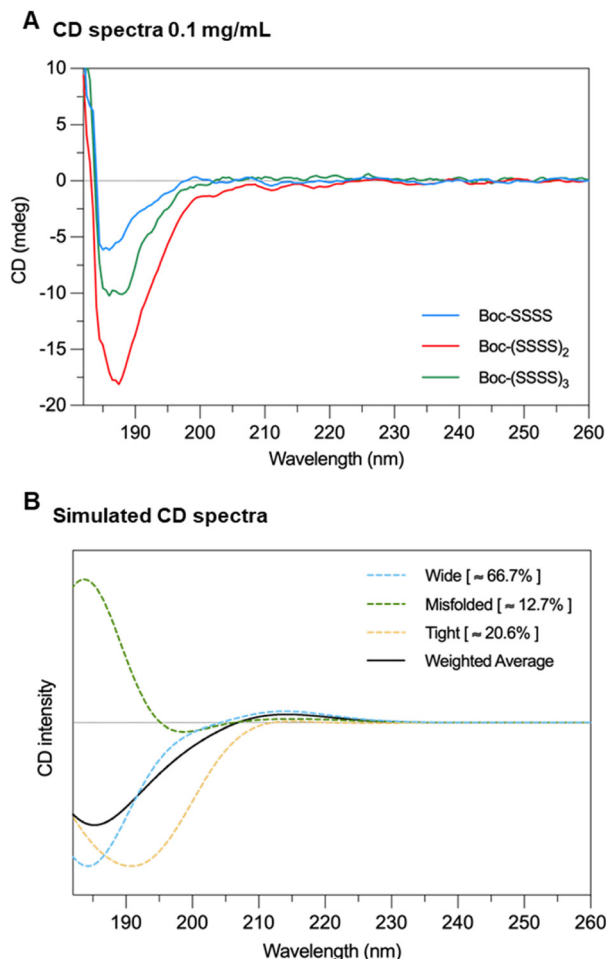 A CD spectra 0.1 mg/mL
10
5
0
-5
-10
-15
-20
CD (mdeg)
Boc-SSSS
Boc-(SSSS)₂
Boc-(SSSS)₃
190 200 210 220 230 240 250 260
Wavelength (nm)
B Simulated CD spectra
CD intensity
Wide [ ≈ 66.7% ]
Misfolded [ ≈ 12.7% ]
Tight [ ≈ 20.6% ]
Weighted Average
190 200 210 220 230 240 250 260
Wavelength (nm)